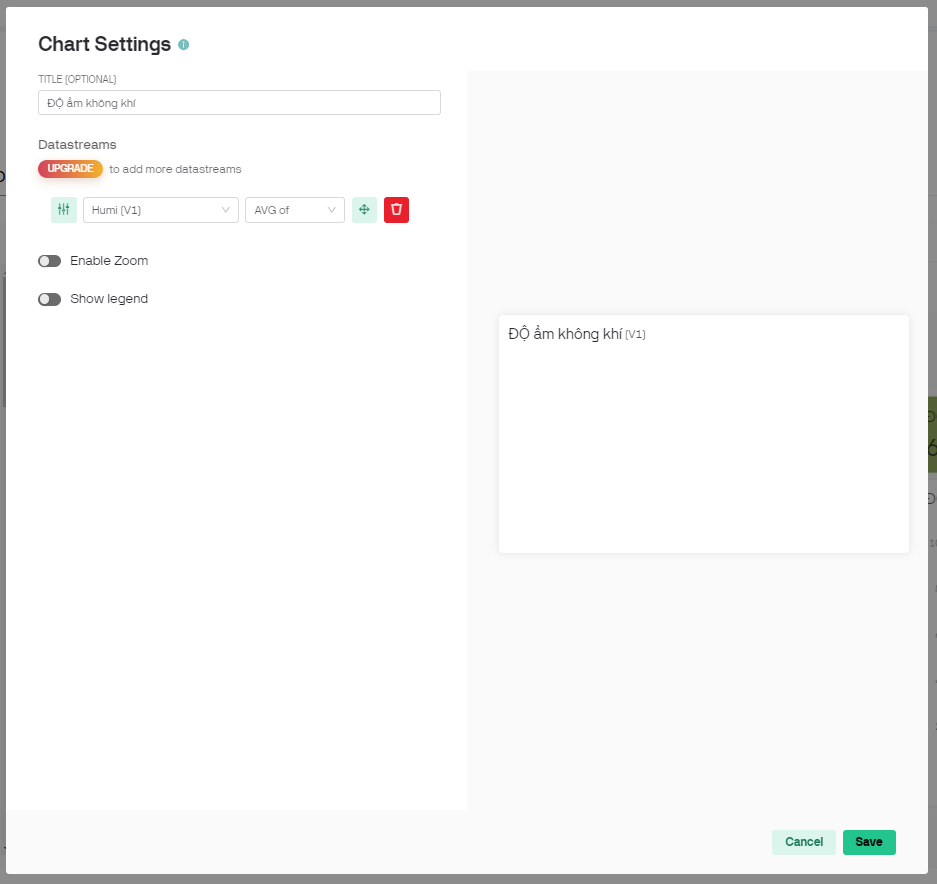 Chart Settings
TITLE (OPTIONAL)
ĐỘ ẩm không khí
Datastreams
UPGRADE to add more datastreams
Humi (V1) AVG of
Enable Zoom
Show legend
ĐỘ ẩm không khí (V1)
Cancel Save